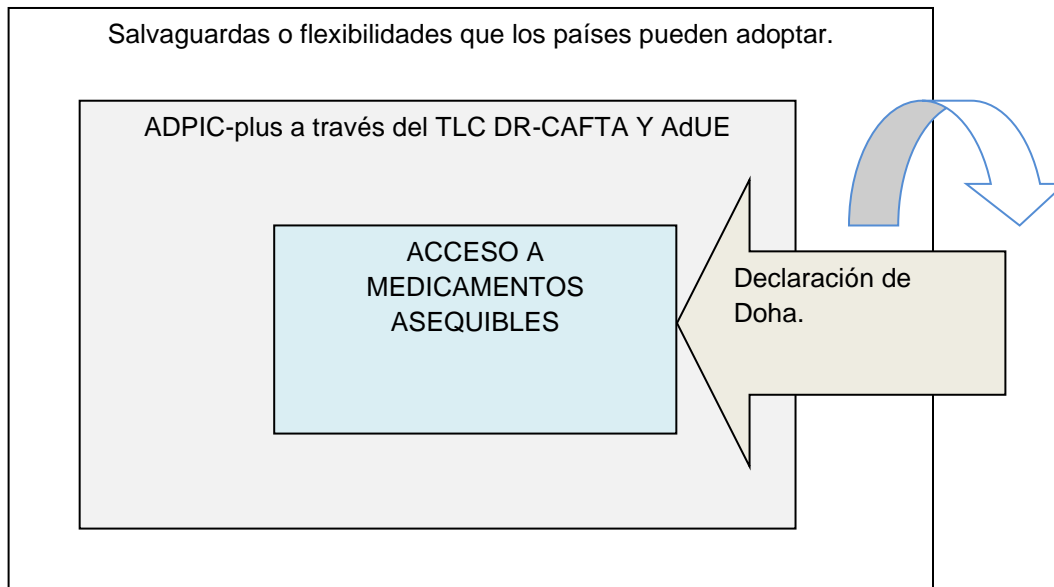 Salvaguardas o flexibilidades que los países pueden adoptar.
ADPIC-plus a través del TLC DR-CAFTA Y AdUE
ACCESO A
MEDICAMENTOS
ASEQUIBLES
Declaración de
Doha.